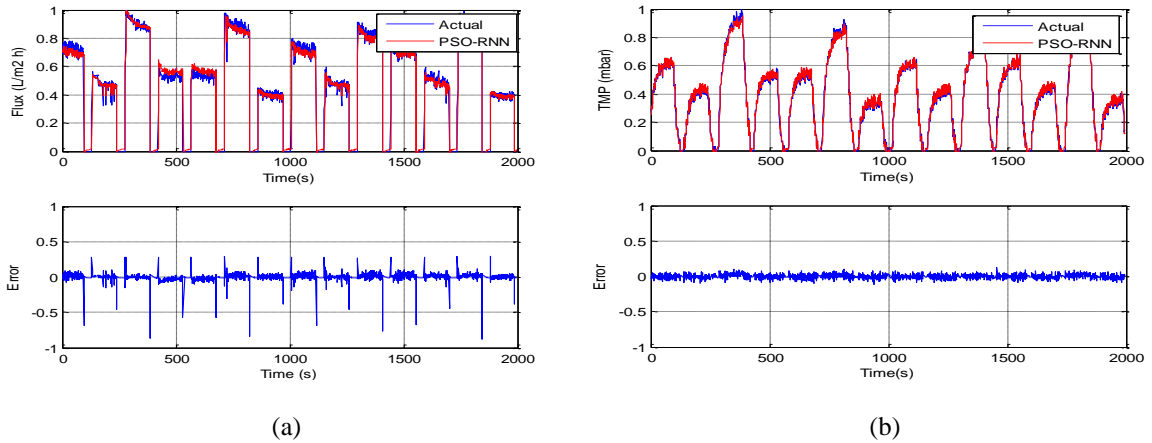 1
0.8
0.6
0.4
0.2
0
Flux (L/m2 h)
Actual
PSO-RNN
0 500 1000 1500 2000
Time(s)
1
0.5
0
-0.5
-1
Error
0 500 1000 1500 2000
Time (s)
(a)
1
0.8
0.6
0.4
0.2
0
TMP (mbar)
Actual
PSO-RNN
0 500 1000 1500 2000
Time(s)
1
0.5
0
-0.5
-1
Error
0 500 1000 1500 2000
Time(s)
(b)